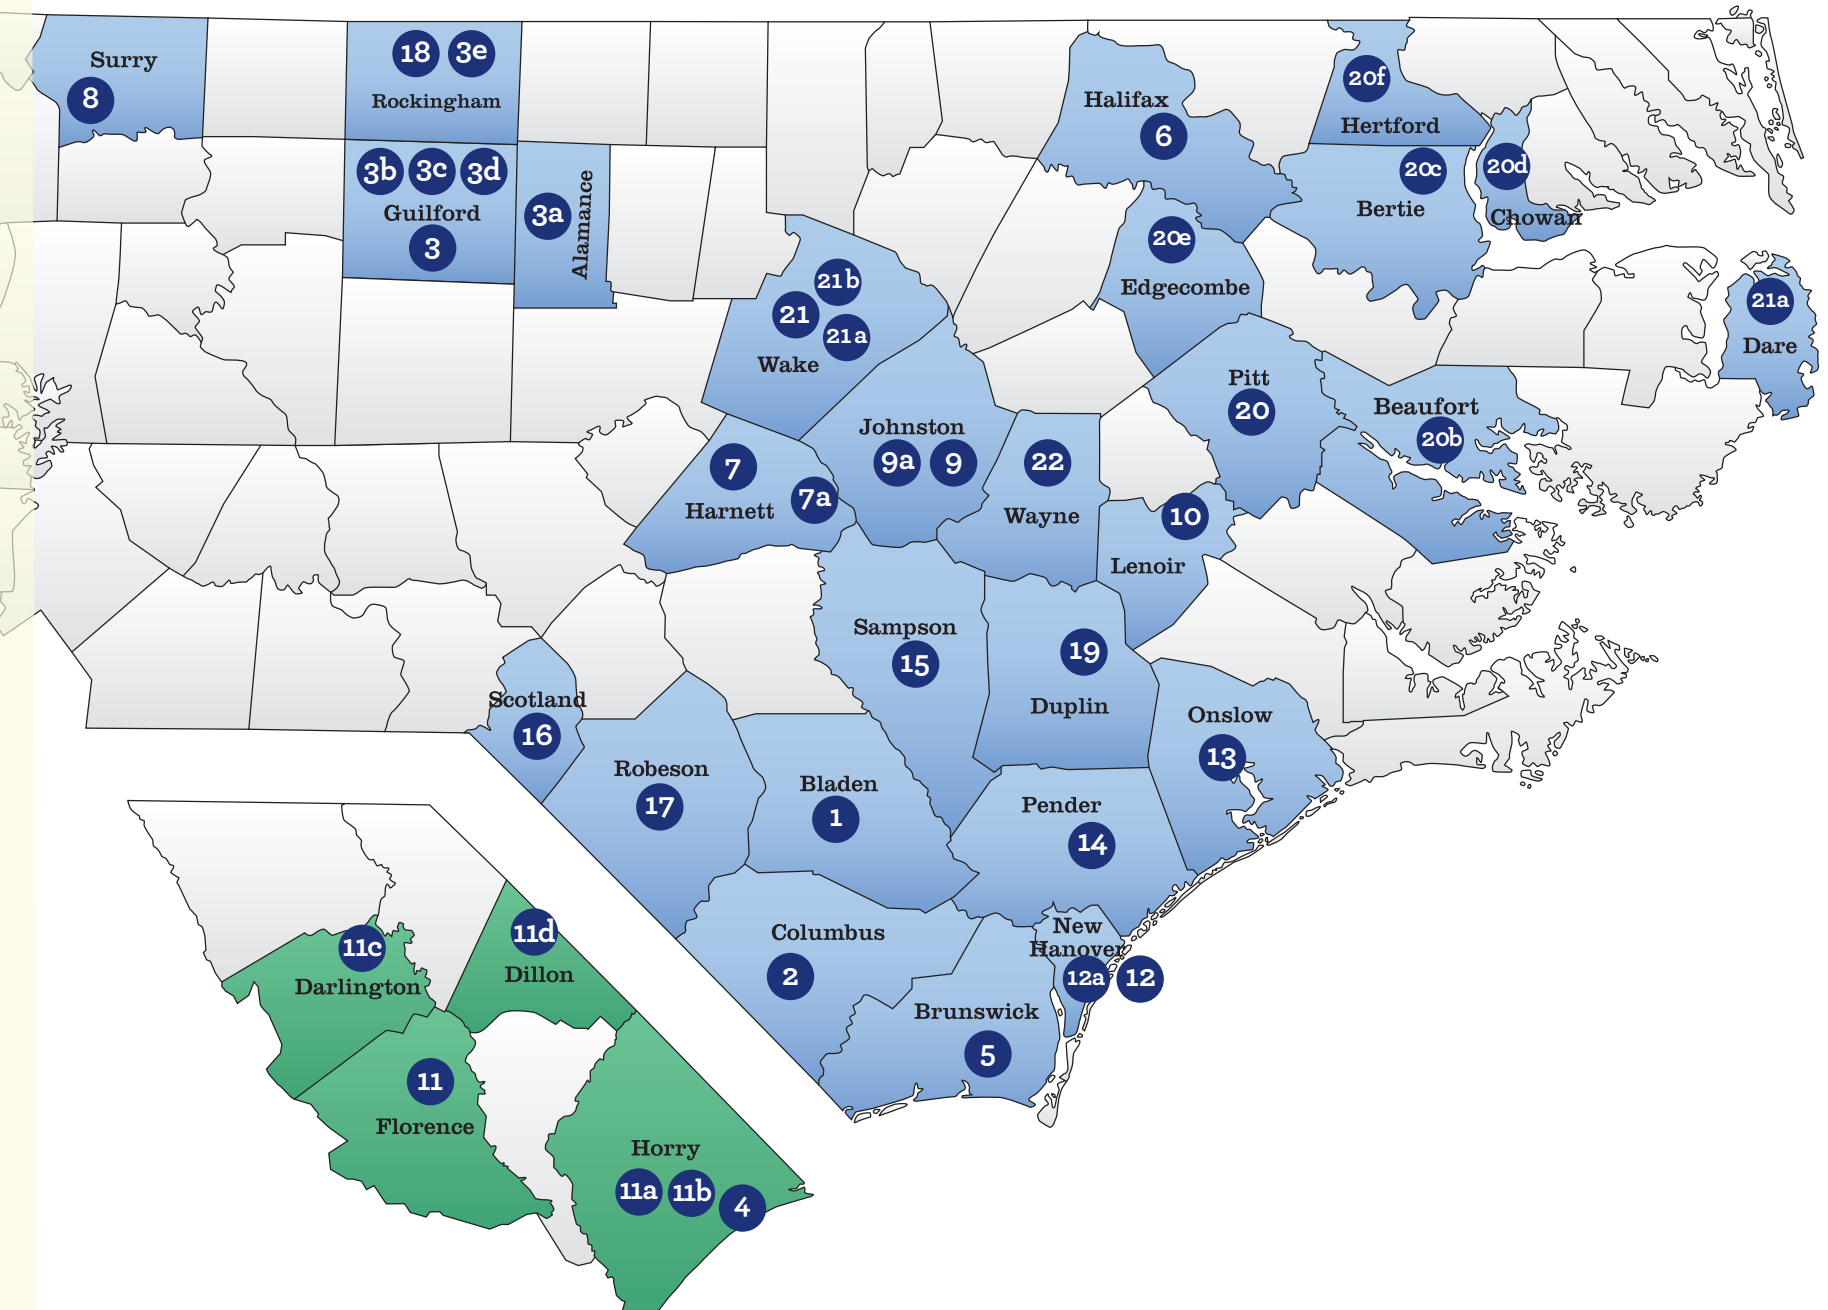 Surry
8
18 3e
Rockingham
3b 3c 3d
Guilford
3
3a
Alamance
Halifax
6
20f
Hertford
20c
Bertie
20d
Chowan
20e
Edgecombe
21b
21
21a
Wake
21a
Dare
Pitt
20
Beaufort
20b
Johnston
9a 9
7
7a
Harnett
22
Wayne
10
Lenoir
Sampson
15
19
Duplin
Scotland
16
Onslow
13
Robeson
17
Bladen
1
Pender
14
Columbus
2
New
Hanover
12a 12
Brunswick
5
11c
Darlington
11d
Dillon
11
Florence
Horry
11a 11b 4